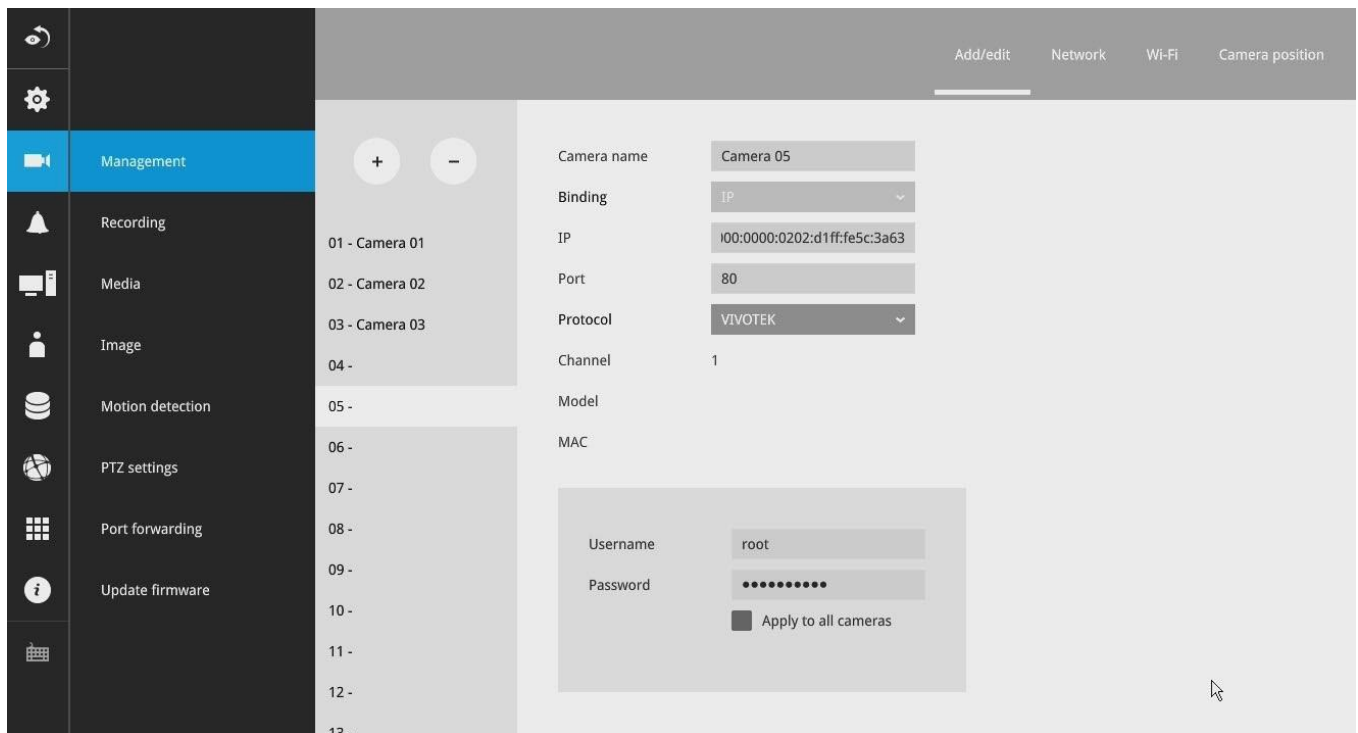 Add/edit Network Wi-Fi Camera position
Management
Recording
Media
Image
Motion detection
PTZ settings
Port forwarding
Update firmware
+ −
01 - Camera 01
02 - Camera 02
03 - Camera 03
04 -
05 -
06 -
07 -
08 -
09 -
10 -
11 -
12 -
Camera name Camera 05
Binding IP
IP 00:0000:0202:d1ff:fe5c:3a63
Port 80
Protocol VIVOTEK
Channel 1
Model
MAC
Username root
Password ••••••••••
Apply to all cameras